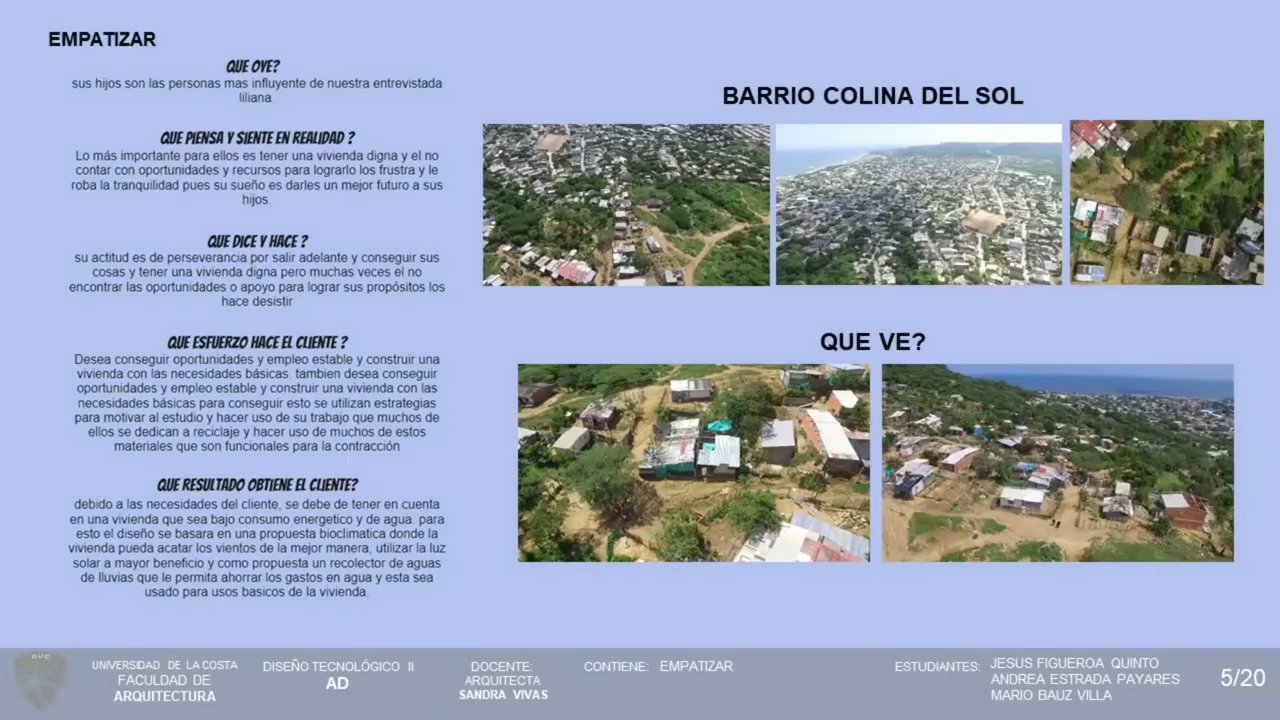 EMPATIZAR
QUE OYE?
sus hijos son las personas mas influyente de nuestra entrevistada
liliana.
QUE PIENSA Y SIENTE EN REALIDAD ?
Lo más importante para ellos es tener una vivienda digna y el no
contar con oportunidades y recursos para lograrlo los frustra y le
roba la tranquilidad pues su sueño es darles un mejor futuro a sus
hijos.
QUE DICE Y HACE ?
su actitud es de perseverancia por salir adelante y conseguir sus
cosas y tener una vivienda digna pero muchas veces el no
encontrar las oportunidades o apoyo para lograr sus propósitos los
hace desistir
QUE ESFUERZO HACE EL CLIENTE ?
Desea conseguir oportunidades y empleo estable y construir una
vivienda con las necesidades básicas. tambien desea conseguir
oportunidades y empleo estable y construir una vivienda con las
necesidades básicas para conseguir esto se utilizan estrategias
para motivar al estudio y hacer uso de su trabajo que muchos de
ellos se dedican a reciclaje y hacer uso de muchos de estos
materiales que son funcionales para la contracción
QUE RESULTADO OBTIENE EL CLIENTE?
debido a las necesidades del cliente, se debe de tener en cuenta
en una vivienda que sea bajo consumo energetico y de agua. para
esto el diseño se basara en una propuesta bioclimatica donde la
vivienda pueda acatar los vientos de la mejor manera, utilizar la luz
solar a mayor beneficio y como propuesta un recolector de aguas
de lluvias que le permita ahorrar los gastos en agua y esta sea
usado para usos basicos de la vivienda.
BARRIO COLINA DEL SOL
QUE VE?
UNIVERSIDAD DE LA COSTA
FACULDAD DE
ARQUITECTURA
DISEÑO TECNOLÓGICO II
AD
DOCENTE:
ARQUITECTA
SANDRA VIVAS
CONTIENE: EMPATIZAR
ESTUDIANTES: JESUS FIGUEROA QUINTO
ANDREA ESTRADA PAYARES
MARIO BAUZ VILLA
5/20